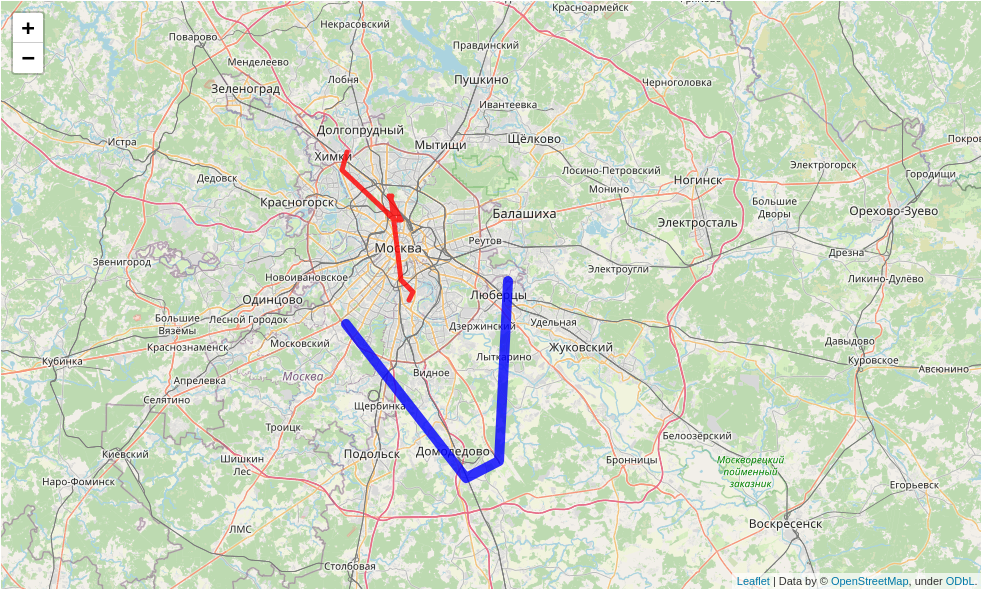 +
−
Красноармейск
Некрасовский
Поварово
Правдинский
Менделеево
Лобня
Пушкино
Черноголовка
Зеленоград
Ивантеевка
Долгопрудный
Щёлково
Покров
Истра
Мытищи
Химки
Электрогорск
Лосино-Петровский
Городищи
Дедовск
Ногинск
Монино
Красногорск
Большие
Дворы
Балашиха
Орехово-Зуево
Электросталь
Реутов
Москва
Дрезна
Звенигород
Электроугли
Новоивановское
Ликино-Дулёво
Одинцово
Люберцы
Большие
Вязёмы
Лесной Городок
Дзержинский
Удельная
Московский
Краснознаменск
Жуковский
Давыдово
Лыткарино
Кубинка
Куровское
Видное
Авсюнино
Москва
Апрелевка
Селятино
Щербинка
Троицк
Белоозёрский
Подольск
Домодедово
Киевский
Шишкин
Лес
Бронницы
Москворецкий
пойменный
заказник
Наро-Фоминск
Егорьевск
ЛМС
Воскресенск
Столбовая
Leaflet | Data by © OpenStreetMap, under ODbL.